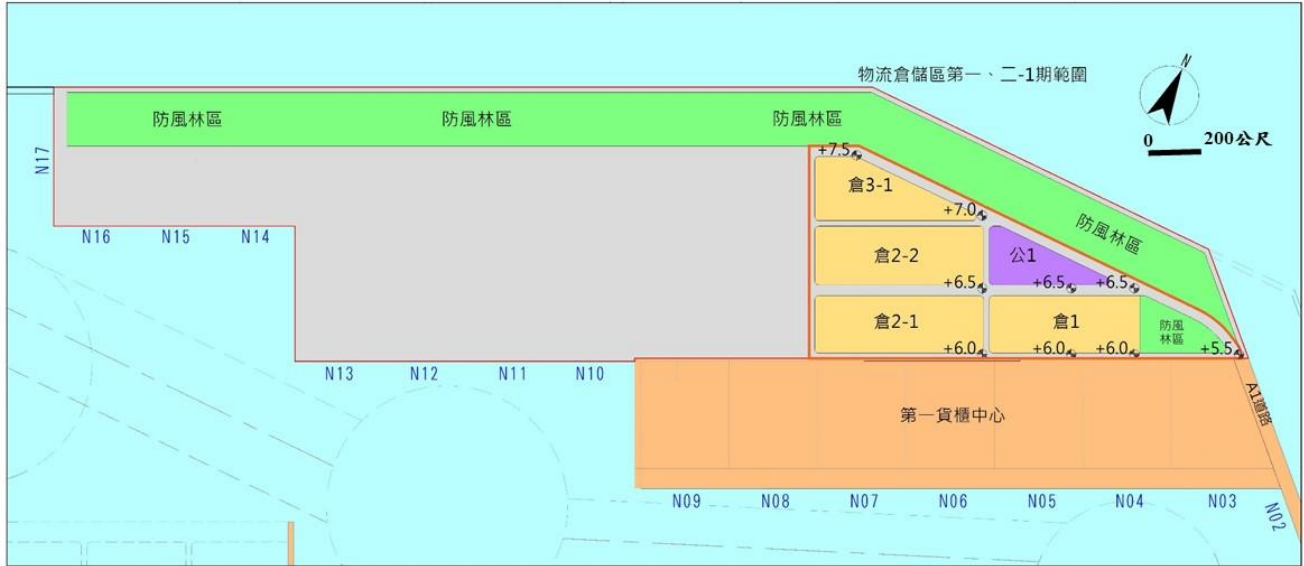 物流倉儲區第一、二-1期範圍
N
0 200公尺
防風林區 防風林區 防風林區
N17
+7.5
倉3-1
+7.0
防風林區
N16 N15 N14
倉2-2 公1
+6.5 +6.5 +6.5
倉2-1 倉1
防風
林區
+6.0 +6.0 +6.0 +5.5
N13 N12 N11 N10
A1道路
第一貨櫃中心
N09 N08 N07 N06 N05 N04 N03 N02